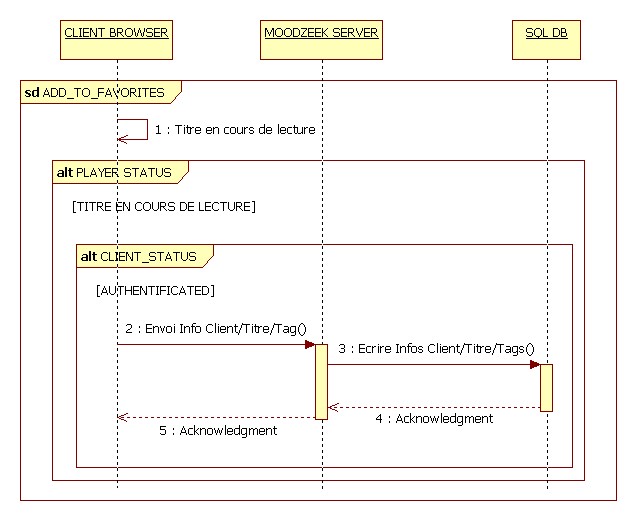 CLIENT BROWSER
MOODZEEK SERVER
SQL DB
sd ADD_TO_FAVORITES
1 : Titre en cours de lecture
alt PLAYER STATUS
[TITRE EN COURS DE LECTURE]
alt CLIENT_STATUS
[AUTHENTIFICATED]
2 : Envoi Info Client/Titre/Tag()
3 : Ecrire Infos Client/Titre/Tags()
4 : Acknowledgment
5 : Acknowledgment